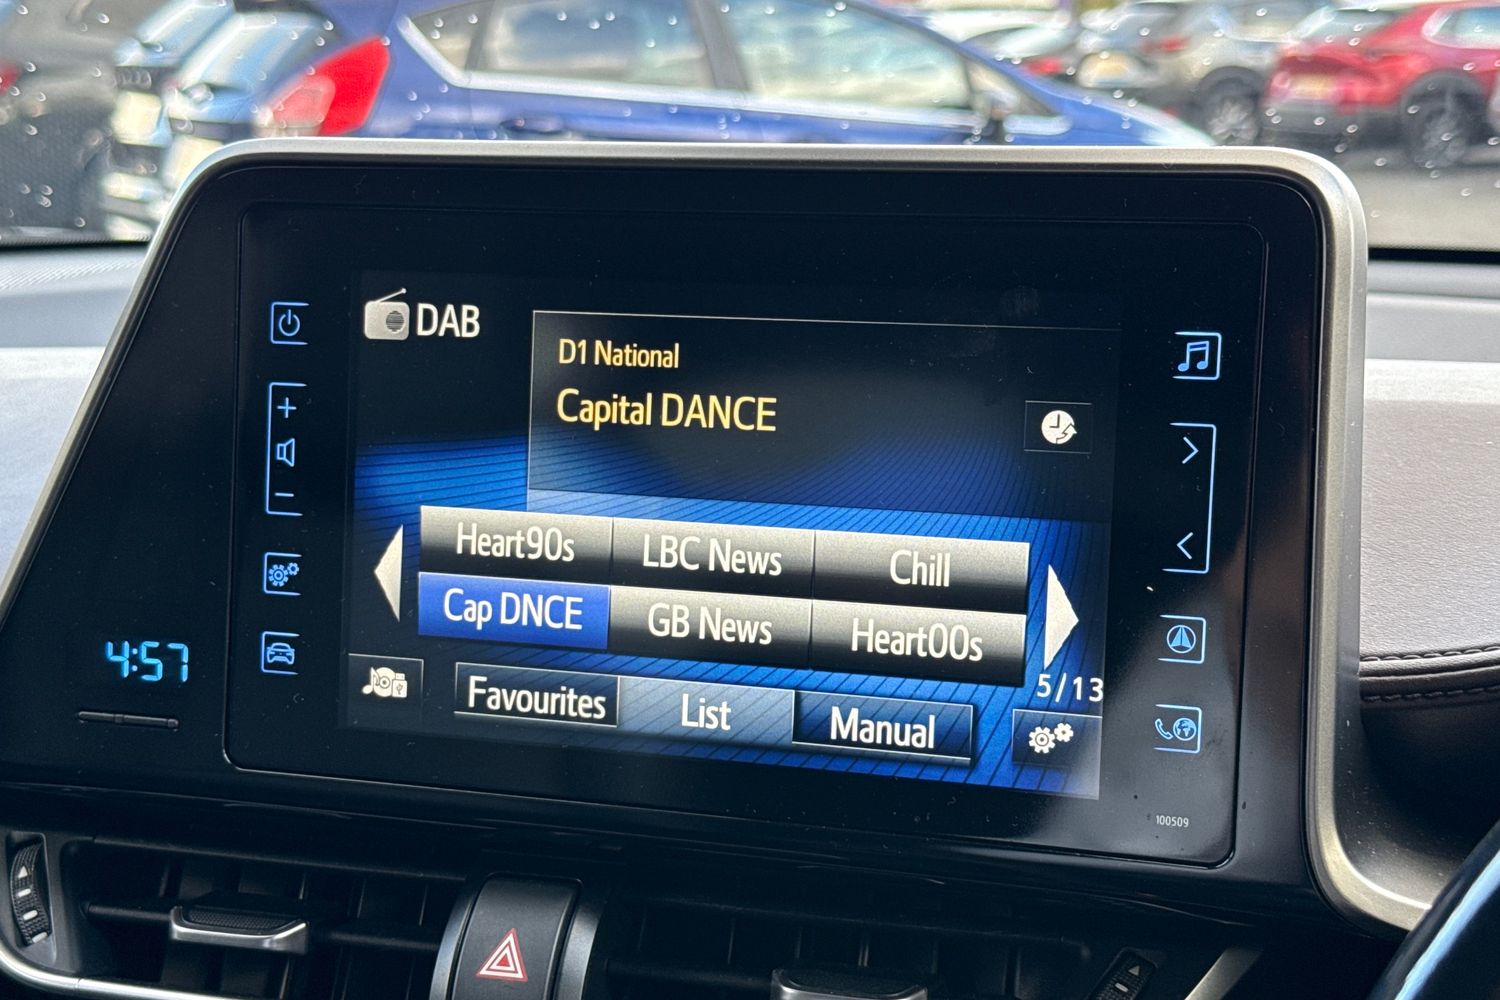 DAB
D1 National
Capital DANCE
Heart90s LBC News Chill
Cap DNCE GB News Heart00s
5/13
Favourites List Manual
4:57
100509